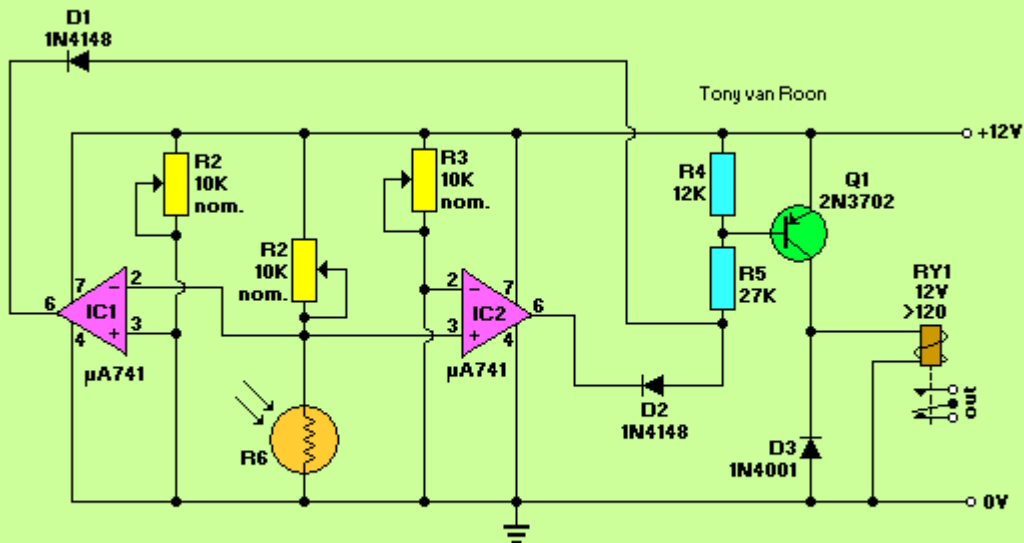 D1
1N4148
Tony van Roon
+12V
R2
10K
nom.
R3
10K
nom.
R4
12K
Q1
2N3702
R2
10K
nom.
R5
27K
RY1
12V
>120
7
2
6
IC1
3
4
µA741
2
7
6
IC2
3
4
µA741
D2
1N4148
out
R6
D3
1N4001
0V